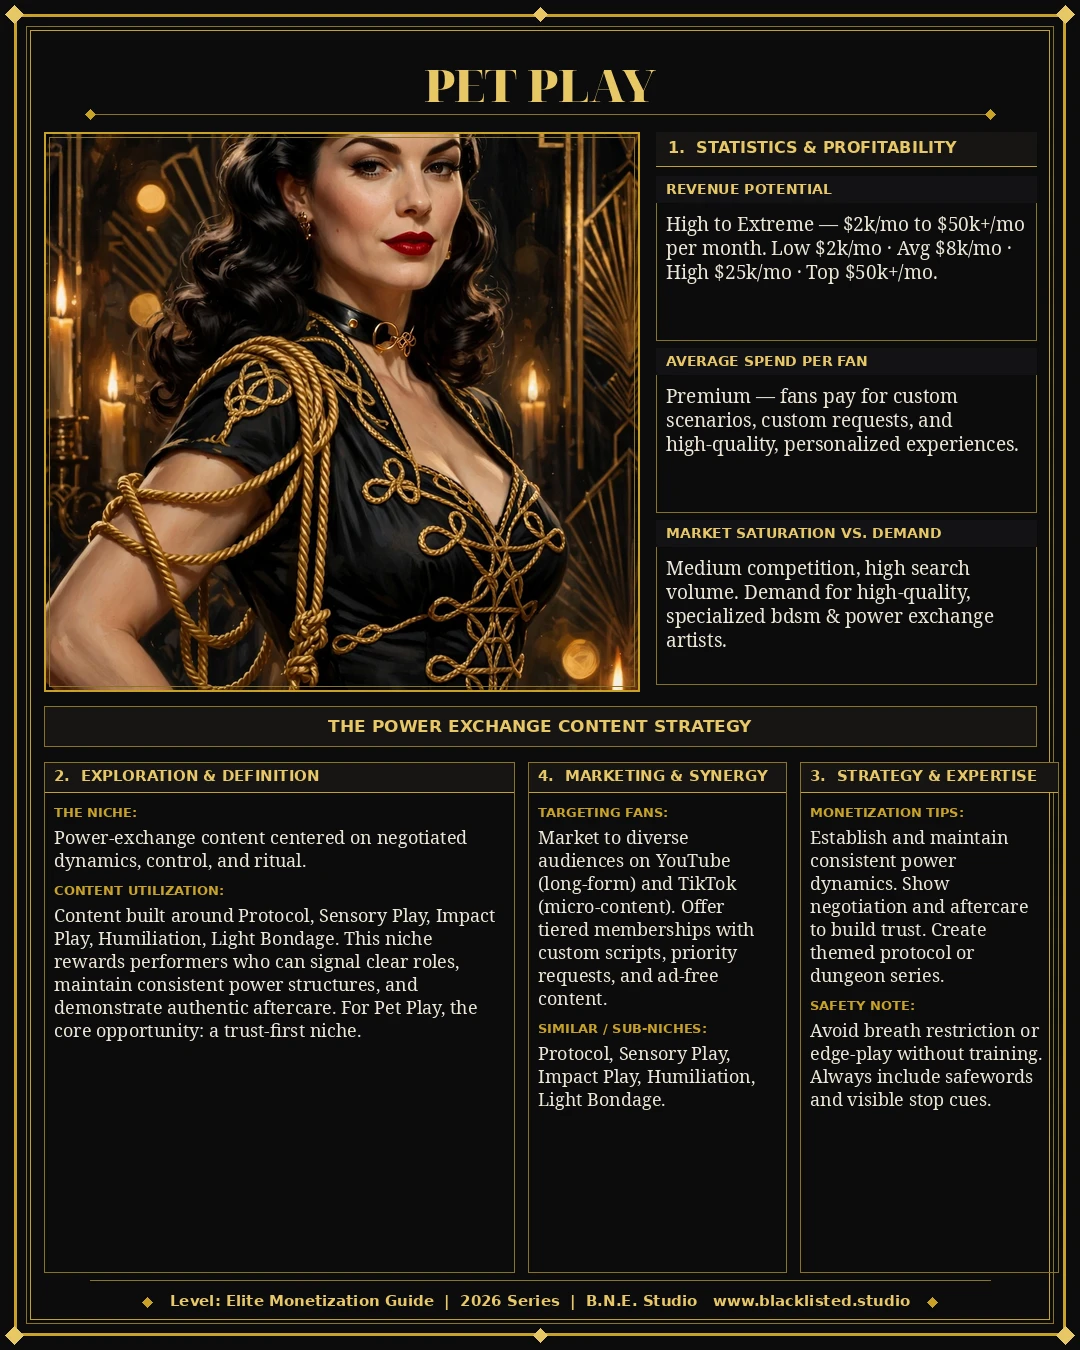 PET PLAY
1. STATISTICS & PROFITABILITY
REVENUE POTENTIAL
High to Extreme — $2k/mo to $50k+/mo
per month. Low $2k/mo · Avg $8k/mo ·
High $25k/mo · Top $50k+/mo.
AVERAGE SPEND PER FAN
Premium — fans pay for custom
scenarios, custom requests, and
high-quality, personalized experiences.
MARKET SATURATION VS. DEMAND
Medium competition, high search
volume. Demand for high-quality,
specialized bdsm & power exchange
artists.
THE POWER EXCHANGE CONTENT STRATEGY
2. EXPLORATION & DEFINITION
THE NICHE:
Power-exchange content centered on negotiated
dynamics, control, and ritual.
CONTENT UTILIZATION:
Content built around Protocol, Sensory Play, Impact
Play, Humiliation, Light Bondage. This niche
rewards performers who can signal clear roles,
maintain consistent power structures, and
demonstrate authentic aftercare. For Pet Play, the
core opportunity: a trust-first niche.
4. MARKETING & SYNERGY
TARGETING FANS:
Market to diverse
audiences on YouTube
(long-form) and TikTok
(micro-content). Offer
tiered memberships with
custom scripts, priority
requests, and ad-free
content.
SIMILAR / SUB-NICHES:
Protocol, Sensory Play,
Impact Play, Humiliation,
Light Bondage.
3. STRATEGY & EXPERTISE
MONETIZATION TIPS:
Establish and maintain
consistent power
dynamics. Show
negotiation and aftercare
to build trust. Create
themed protocol or
dungeon series.
SAFETY NOTE:
Avoid breath restriction or
edge-play without training.
Always include safewords
and visible stop cues.
Level: Elite Monetization Guide | 2026 Series | B.N.E. Studio www.blacklisted.studio